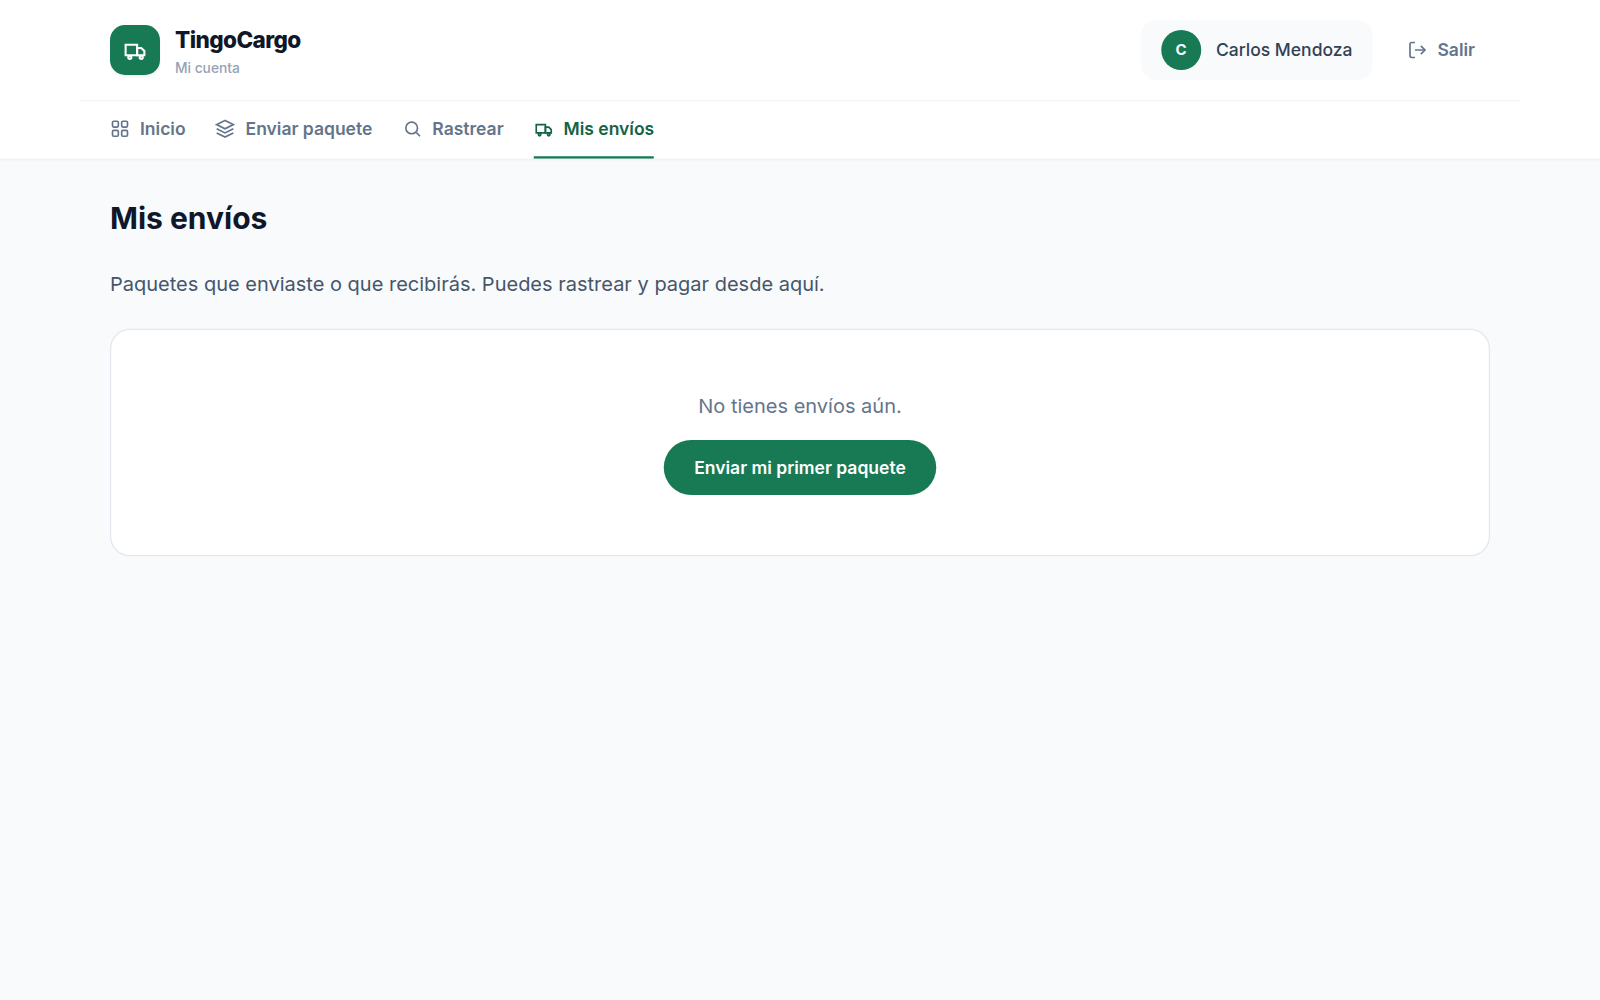 TingoCargo
Mi cuenta
C
Carlos Mendoza
Salir
Inicio
Enviar paquete
Rastrear
Mis envíos
Mis envíos
Paquetes que enviaste o que recibirás. Puedes rastrear y pagar desde aquí.
No tienes envíos aún.
Enviar mi primer paquete